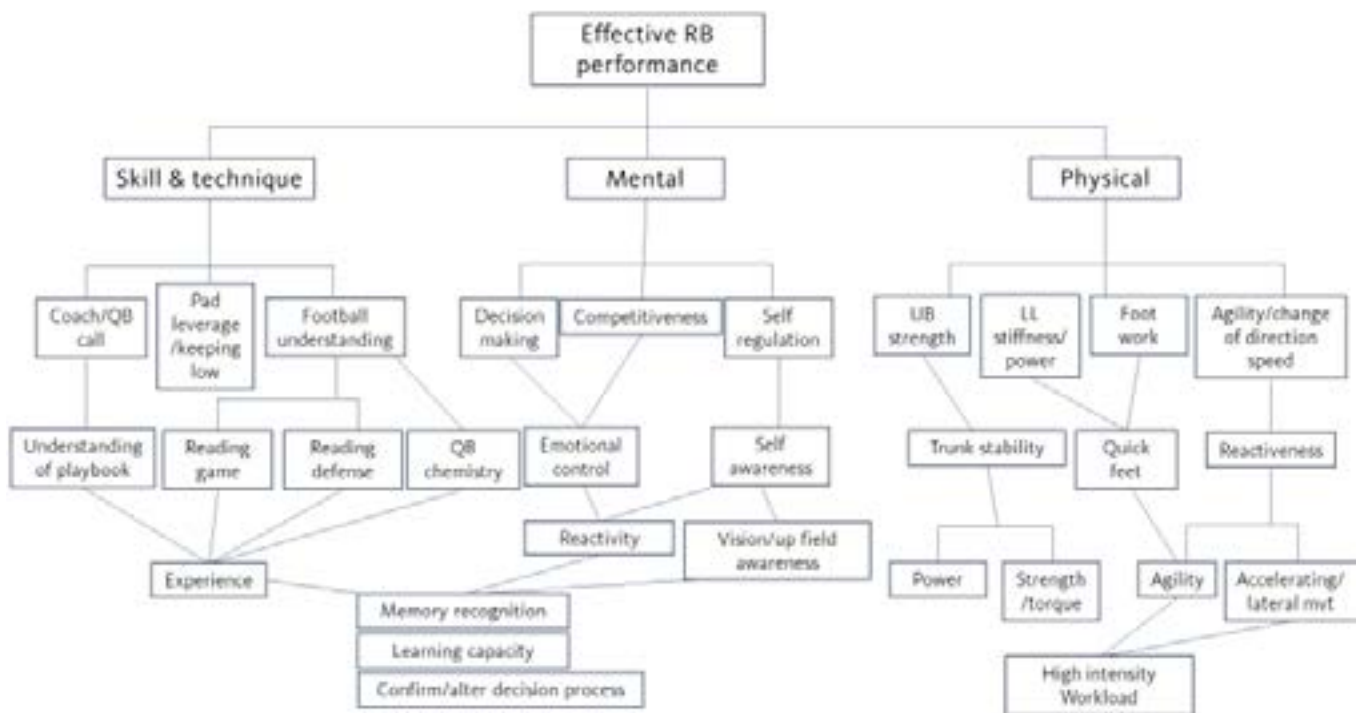 Effective RB
performance
Skill & technique
Mental
Physical
Coach/QB
call
Pad
leverage
/keeping
low
Football
understanding
Decision
making
Competitiveness
Self
regulation
UB
strength
LL
stiffness/
power
Foot
work
Agility/change
of direction
speed
Understanding
of playbook
Reading
game
Reading
defense
QB
chemistry
Emotional
control
Self
awareness
Trunk stability
Quick
feet
Reactiveness
Experience
Reactivity
Vision/up field
awareness
Power
Strength
/torque
Agility
Accelerating/
lateral mvt
Memory recognition
Learning capacity
Confirm/alter decision process
High intensity
Workload